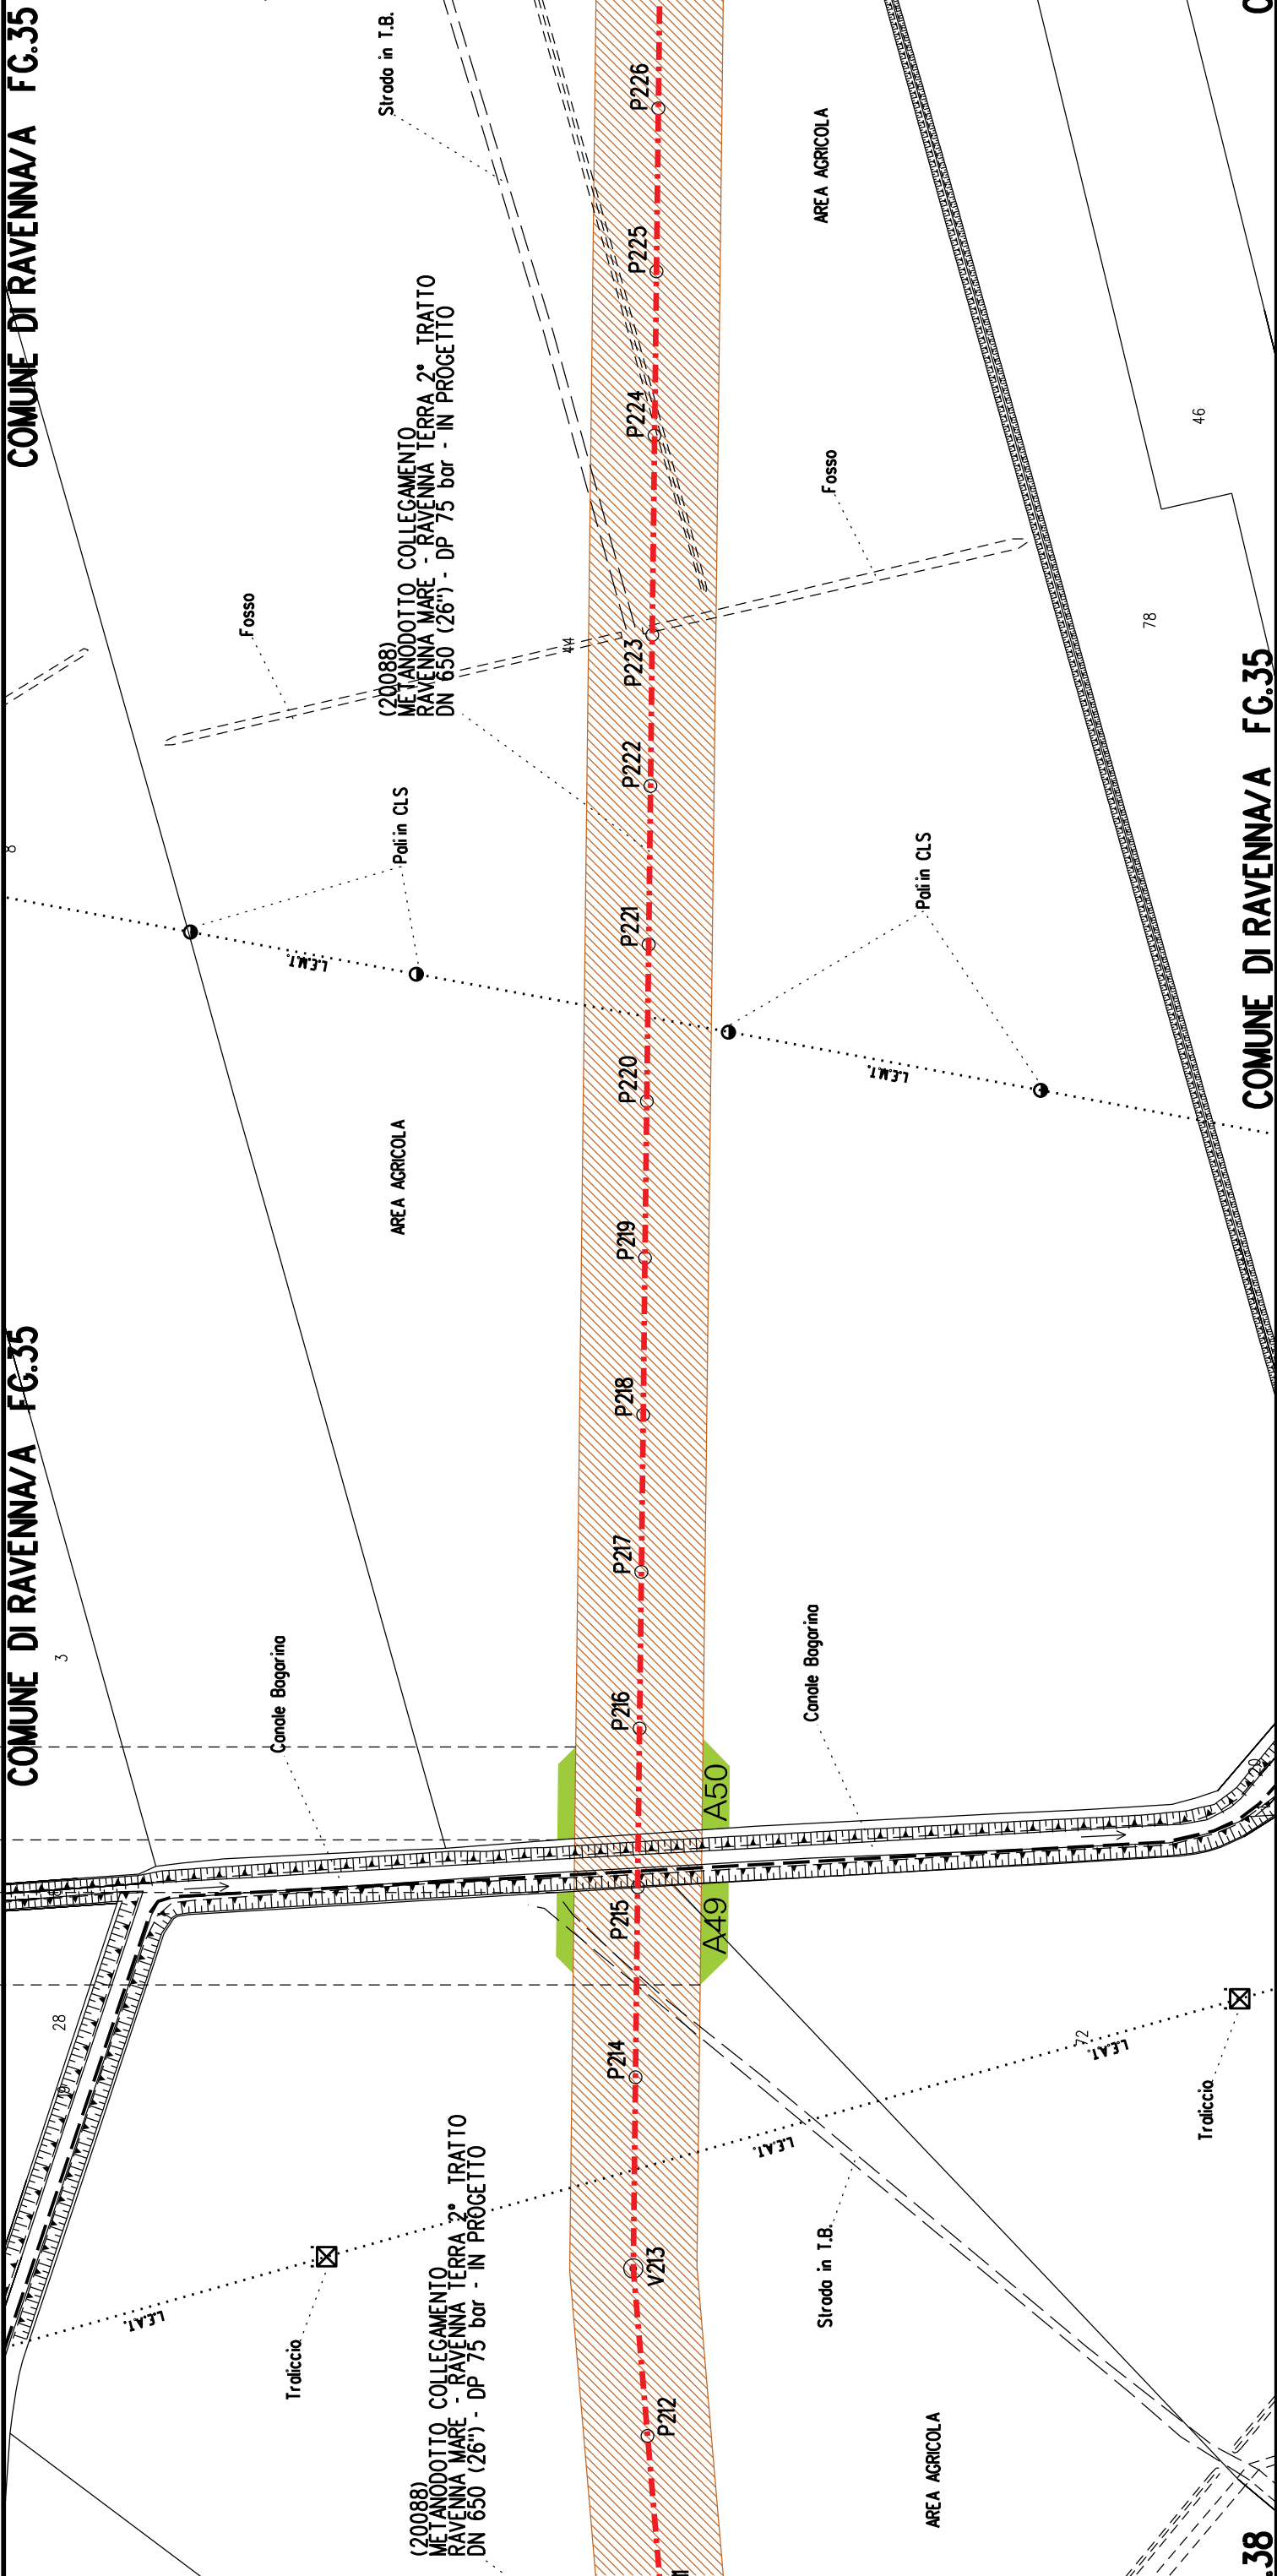 COMUNE DI RAVENNA/A FG.35
COMUNE DI RAVENNA/A FG.35
8
3
28
19
Fosso
Canale Bagarina
Traliccio
L.E.A.T.
L.E.M.T.
Strada in T.B.
Pali in CLS
AREA AGRICOLA
(20088)
METANODOTTO COLLEGAMENTO
RAVENNA MARE - RAVENNA TERRA 2° TRATTO
DN 650 (26") - DP 75 bar - IN PROGETTO
(20088)
METANODOTTO COLLEGAMENTO
RAVENNA MARE - RAVENNA TERRA 2° TRATTO
DN 650 (26") - DP 75 bar - IN PROGETTO
44
P212
V213
P214
P215
P216
P217
P218
P219
P220
P221
P222
P223
P224
P225
P226
A49
A50
L.E.A.T.
Strada in T.B.
Canale Bagarina
AREA AGRICOLA
Fosso
AREA AGRICOLA
L.E.M.T.
Pali in CLS
72
L.E.A.T.
Traliccio
78
46
20
.38
COMUNE DI RAVENNA/A FG.35